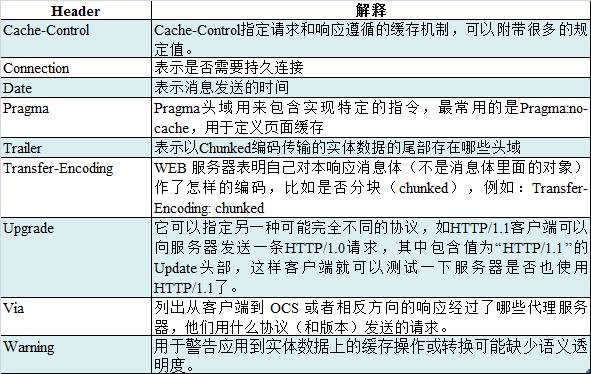 Header 解释
Cache-Control Cache-Control指定请求和响应遵循的缓存机制，可以附带很多的规
定值。
Connection 表示是否需要持久连接
Date 表示消息发送的时间
Pragma Pragma头域用来包含实现特定的指令，最常用的是Pragma:no-
cache，用于定义页面缓存
Trailer 表示以Chunked编码传输的实体数据的尾部存在哪些头域
Transfer-Encoding WEB 服务器表明自己对本响应消息体（不是消息体里面的对象）
作了怎样的编码，比如是否分块（chunked），例如：Transfer-
Encoding: chunked
Upgrade 它可以指定另一种可能完全不同的协议，如HTTP/1.1客户端可以
向服务器发送一条HTTP/1.0请求，其中包含值为“HTTP/1.1”的
Update头部，这样客户端就可以测试一下服务器是否也使用
HTTP/1.1了。
Via 列出从客户端到 OCS 或者相反方向的响应经过了哪些代理服务
器，他们用什么协议（和版本）发送的请求。
Warning 用于警告应用到实体数据上的缓存操作或转换可能缺少语义透
明度。